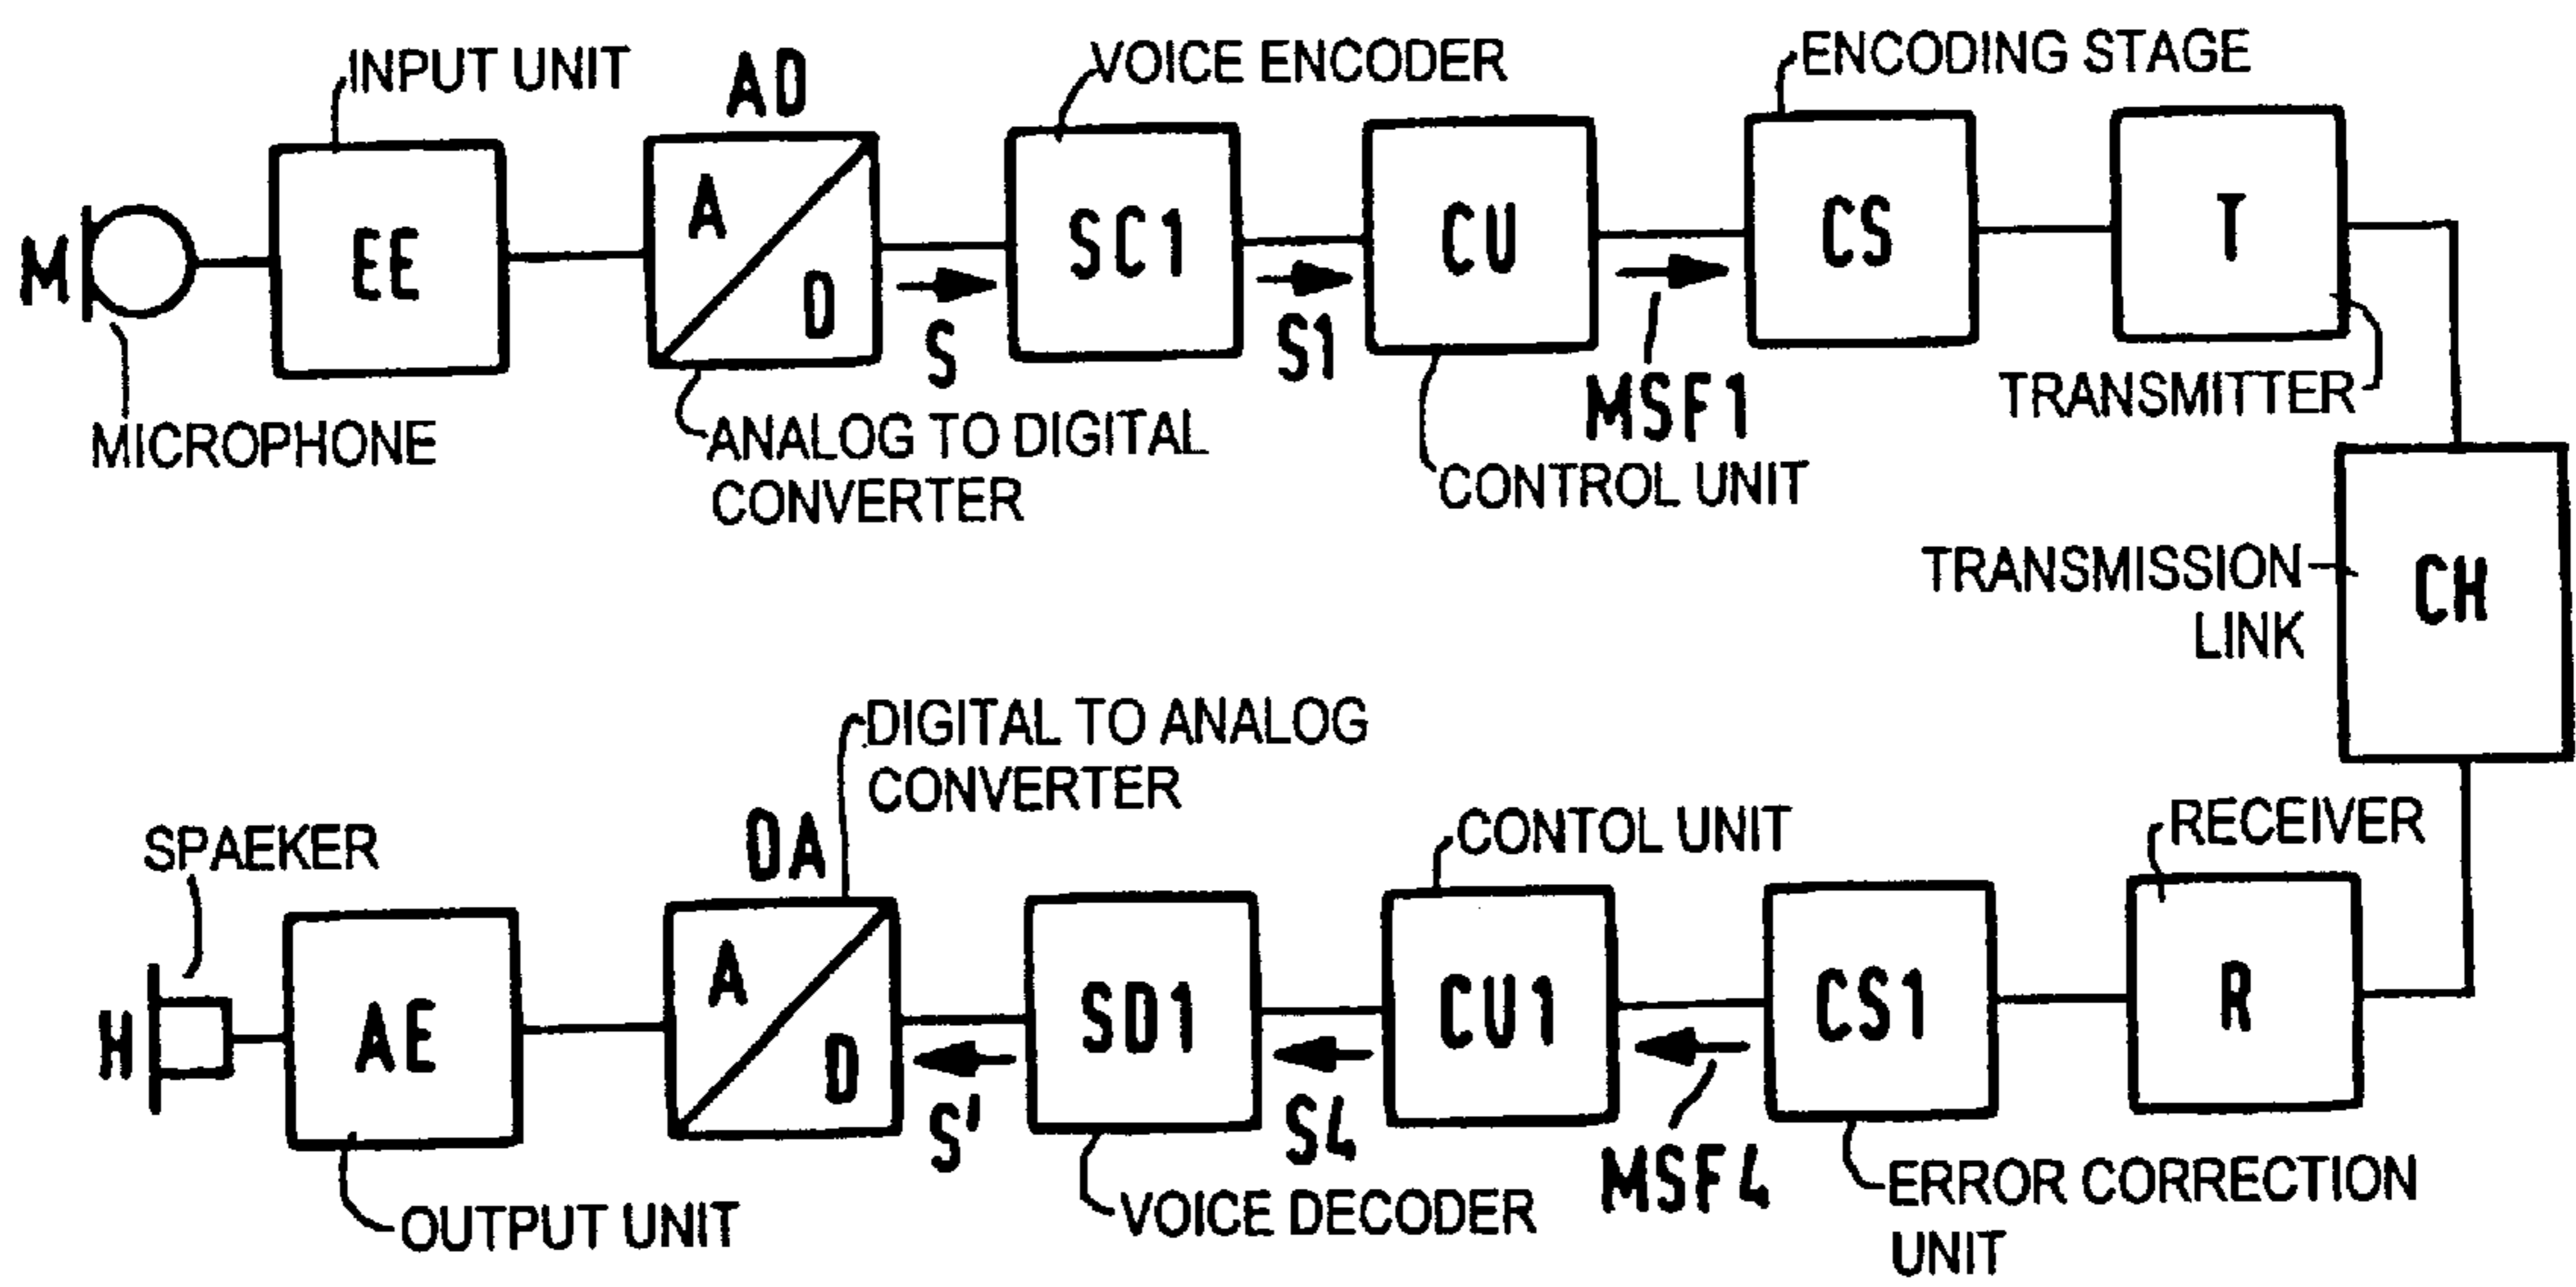 INPUT UNIT
AD
VOICE ENCODER
ENCODING STAGE
M
EE
A
D
SC1
CU
CS
T
S
S1
MSF1
MICROPHONE
ANALOG TO DIGITAL
CONVERTER
CONTROL UNIT
TRANSMITTER
TRANSMISSION
LINK
CH
DIGITAL TO ANALOG
CONVERTER
SPAEKER
DA
CONTOL UNIT
RECEIVER
H
AE
A
D
SD1
CU1
CS1
R
S'
S4
MSF4
OUTPUT UNIT
VOICE DECODER
ERROR CORRECTION
UNIT